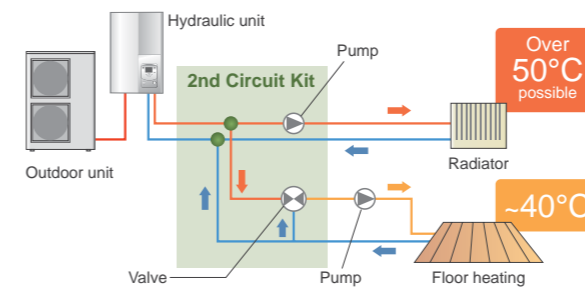 Hydraulic unit
Pump
Over
50°C
possible
2nd Circuit Kit
Outdoor unit
Radiator
~40°C
Valve
Pump
Floor heating